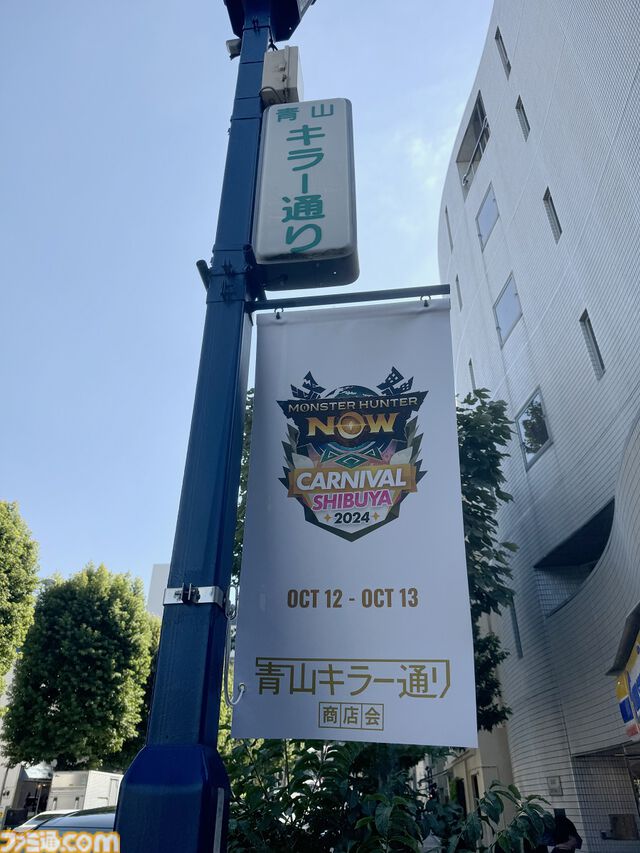 青山
キラー通り
MONSTER HUNTER
NOW
CARNIVAL
SHIBUYA
2024
OCT 12 - OCT 13
青山キラー通り
商店会
ファミ通.com